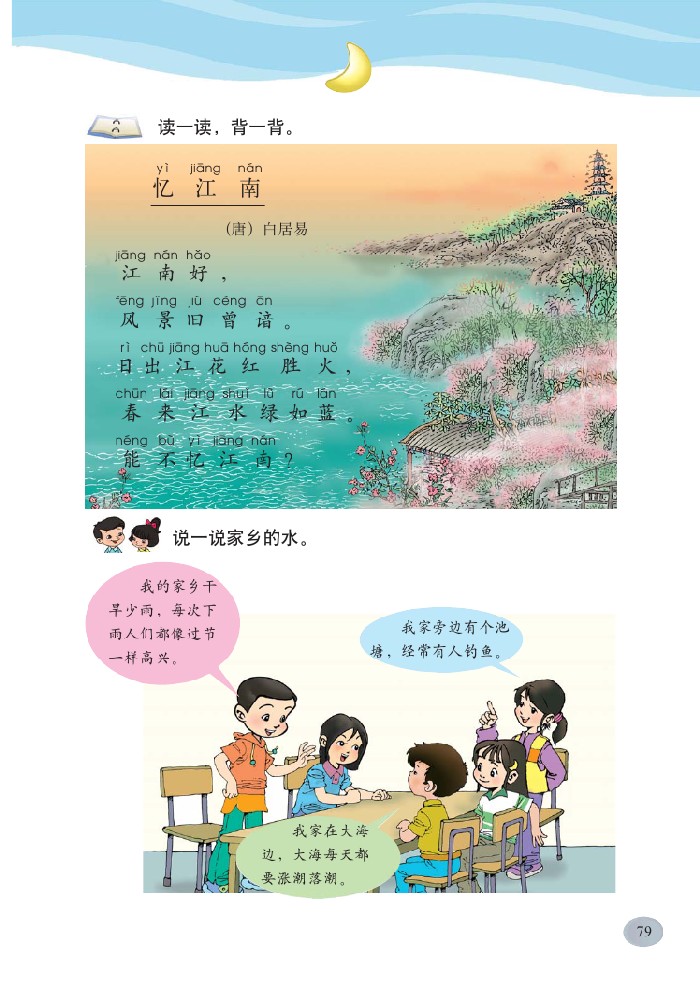 读一读，背一背。
yì jiāng nán
忆 江 南
（唐）白居易
jiāng nán hǎo
江 南 好，
fēng jǐng jiù céng ān
风 景 旧 曾 谙 。
rì chū jiāng huā hóng shèng huǒ
日 出 江 花 红 胜 火，
chūn lái jiāng shuǐ lǜ rú lán
春 来 江 水 绿 如 蓝 。
néng bù yì jiāng nán
能 不 忆 江 南？
说一说家乡的水。
我的家乡干
旱少雨，每次下
雨人们都像过节
一样高兴。
我家旁边有个池
塘，经常有人钓鱼。
我家在大海
边，大海每天都
要涨潮落潮。
79